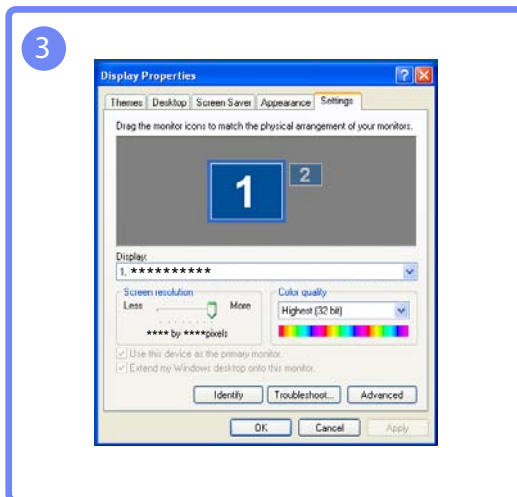 3
Display Properties
Themes Desktop Screen Saver Appearance Settings
Drag the monitor icons to match the physical arrangement of your monitors.
1
2
Display:
1. **********
Screen resolution
Less More
**** by ****pixels
Color quality
Highest (32 bit)
Use this device as the primary monitor.
Extend my Windows desktop onto this monitor.
Identify Troubleshoot... Advanced
OK Cancel Apply